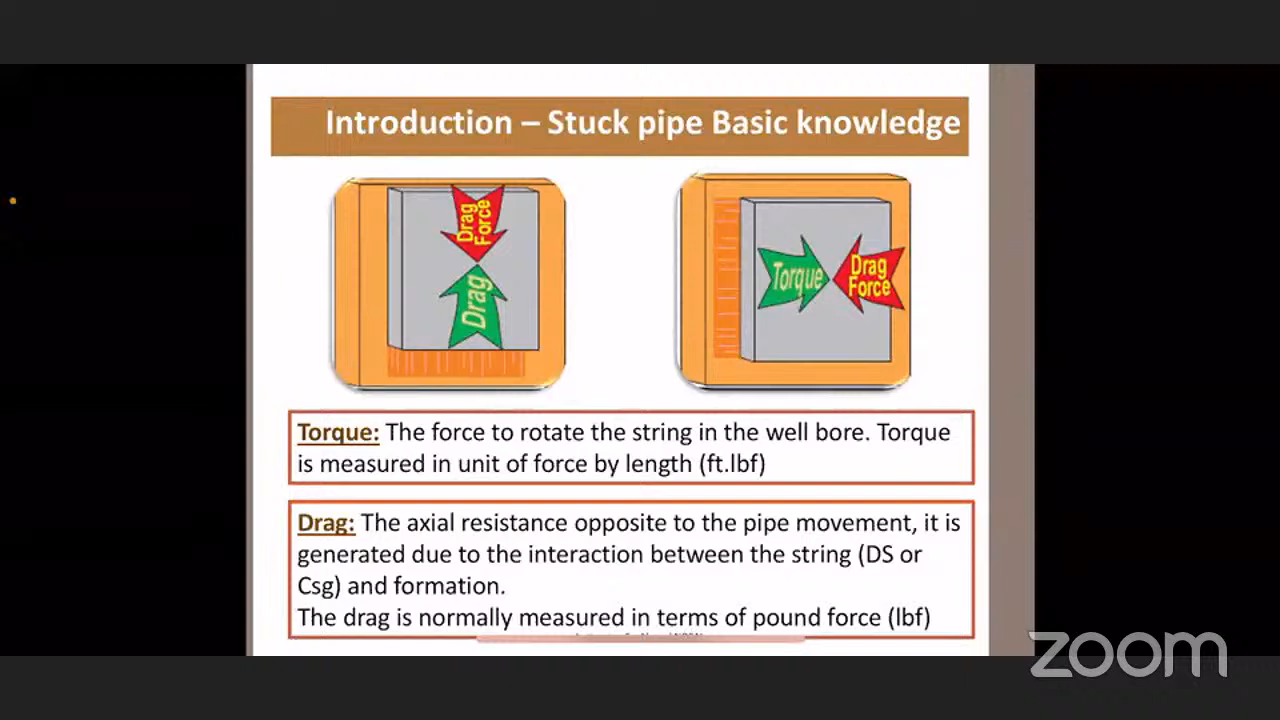 Introduction – Stuck pipe Basic knowledge
Drag
Force
Drag
Torque
Drag
Force
Torque: The force to rotate the string in the well bore. Torque
is measured in unit of force by length (ft.lbf)
Drag: The axial resistance opposite to the pipe movement, it is
generated due to the interaction between the string (DS or
Csg) and formation.
The drag is normally measured in terms of pound force (lbf)
zoom